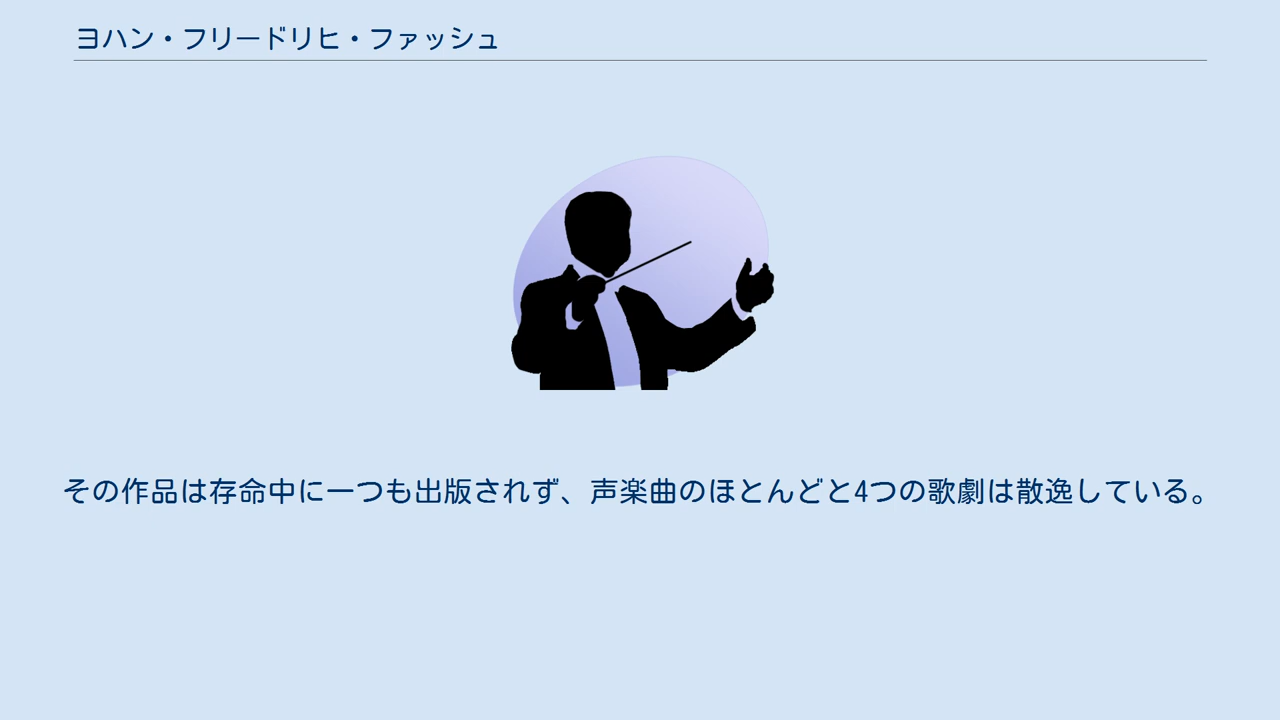 ヨハン・フリードリヒ・ファッシュ
その作品は存命中に一つも出版されず、声楽曲のほとんどと4つの歌劇は散逸している。